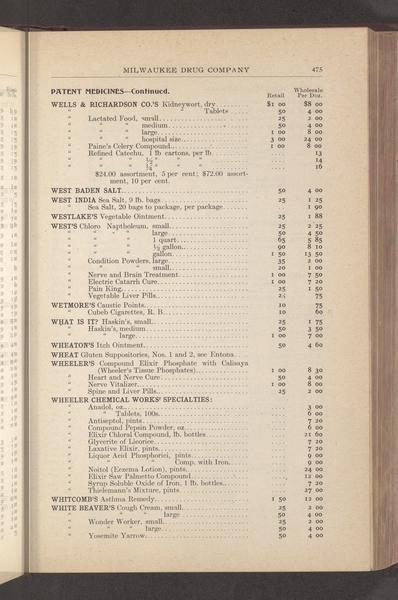 MILWAUKEE DRUG COMPANY 475
PATENT MEDICINES—Continued. Retail Wholesale Per Doz.
WELLS & RICHARDSON CO.'S Kidneywort, dry $1 00 $8 00
" " Tablets 50 4 00
" Lactated Food, small 25 2 00
" " " medium 50 4 00
" " " large 1 00 8 00
" " " hospital size 3 00 24 00
" Paine's Celery Compound 1 00 8 00
" Refined Catechu, 1 lb cartons, per lb 13
" " ½ " " " 14
" " ¼ " " " 16
$24.00 assortment, 5 per cent; $72.00 assortment, 10 per cent.
WEST BADEN SALT 50 4 00
WEST INDIA Sea Salt, 9 lb. bags 25 1 25
" Sea Salt, 20 bags to package, per package 1 90
WESTLAKE'S Vegetable Ointment 25 1 88
WEST'S Chloro Naptholeum, small 25 2 25
" " " large 50 4 50
" " " 1 quart 65 5 85
" " " ½ gallon 90 8 10
" " " gallon 1 50 13 50
" Condition Powders, large 35 2 00
" " " small 20 1 00
" Nerve and Brain Treatment 1 00 7 50
" Electric Catarrh Cure 1 00 7 20
" Pain King 25 1 50
" Vegetable Liver Pills 25 75
WETMORE'S Caustic Points 10 75
" Cubeb Cigarettes, R. B. 10 60
WHAT IS IT? Haskin's, small 25 1 75
" Haskin's, medium 50 3 50
" " large 1 00 7 00
WHEATON'S Itch Ointment 50 4 60
WHEAT Gluten Suppositories, Nos. 1 and 2, see Entona
WHEELER'S Compound Elixir Phosphate with Calisaya
(Wheeler's Tissue Phosphates) 1 00 8 30
" Heart and Nerve Cure 50 4 00
" Nerve Vitalizer 1 00 8 00
" Spine and Liver Pills 25 2 00
WHEELER CHEMICAL WORKS' SPECIALTIES:
" Anadol, oz. 3 00
" " Tablets, 100s 6 00
" Antiseptol, pints 7 20
" Compound Pepsin Powder, oz 6 00
" Elixir Chloral Compound, lb. bottles 21 60
" Glycerite of Licorice 7 20
" Laxative Elixir, pints 7 20
" Liquor Acid Phosphorici, pints 9 00
" " " " Comp. with Iron 9 00
" Noitol (Eczema Lotion), pints 24 00
" Elixir Saw Palmetto Compound 12 00
" Syrup Soluble Oxide of Iron, 1 lb. bottles 7 20
" Thielemann's Mixture, pints 27 00
WHITCOMB'S Asthma Remedy 1 50 12 00
WHITE BEAVER'S Cough Cream, small 25 2 00
" " " large 50 4 00
" Wonder Worker, small 25 2 00
" " " large 50 4 00
" Yosemite Yarrow 50 4 00